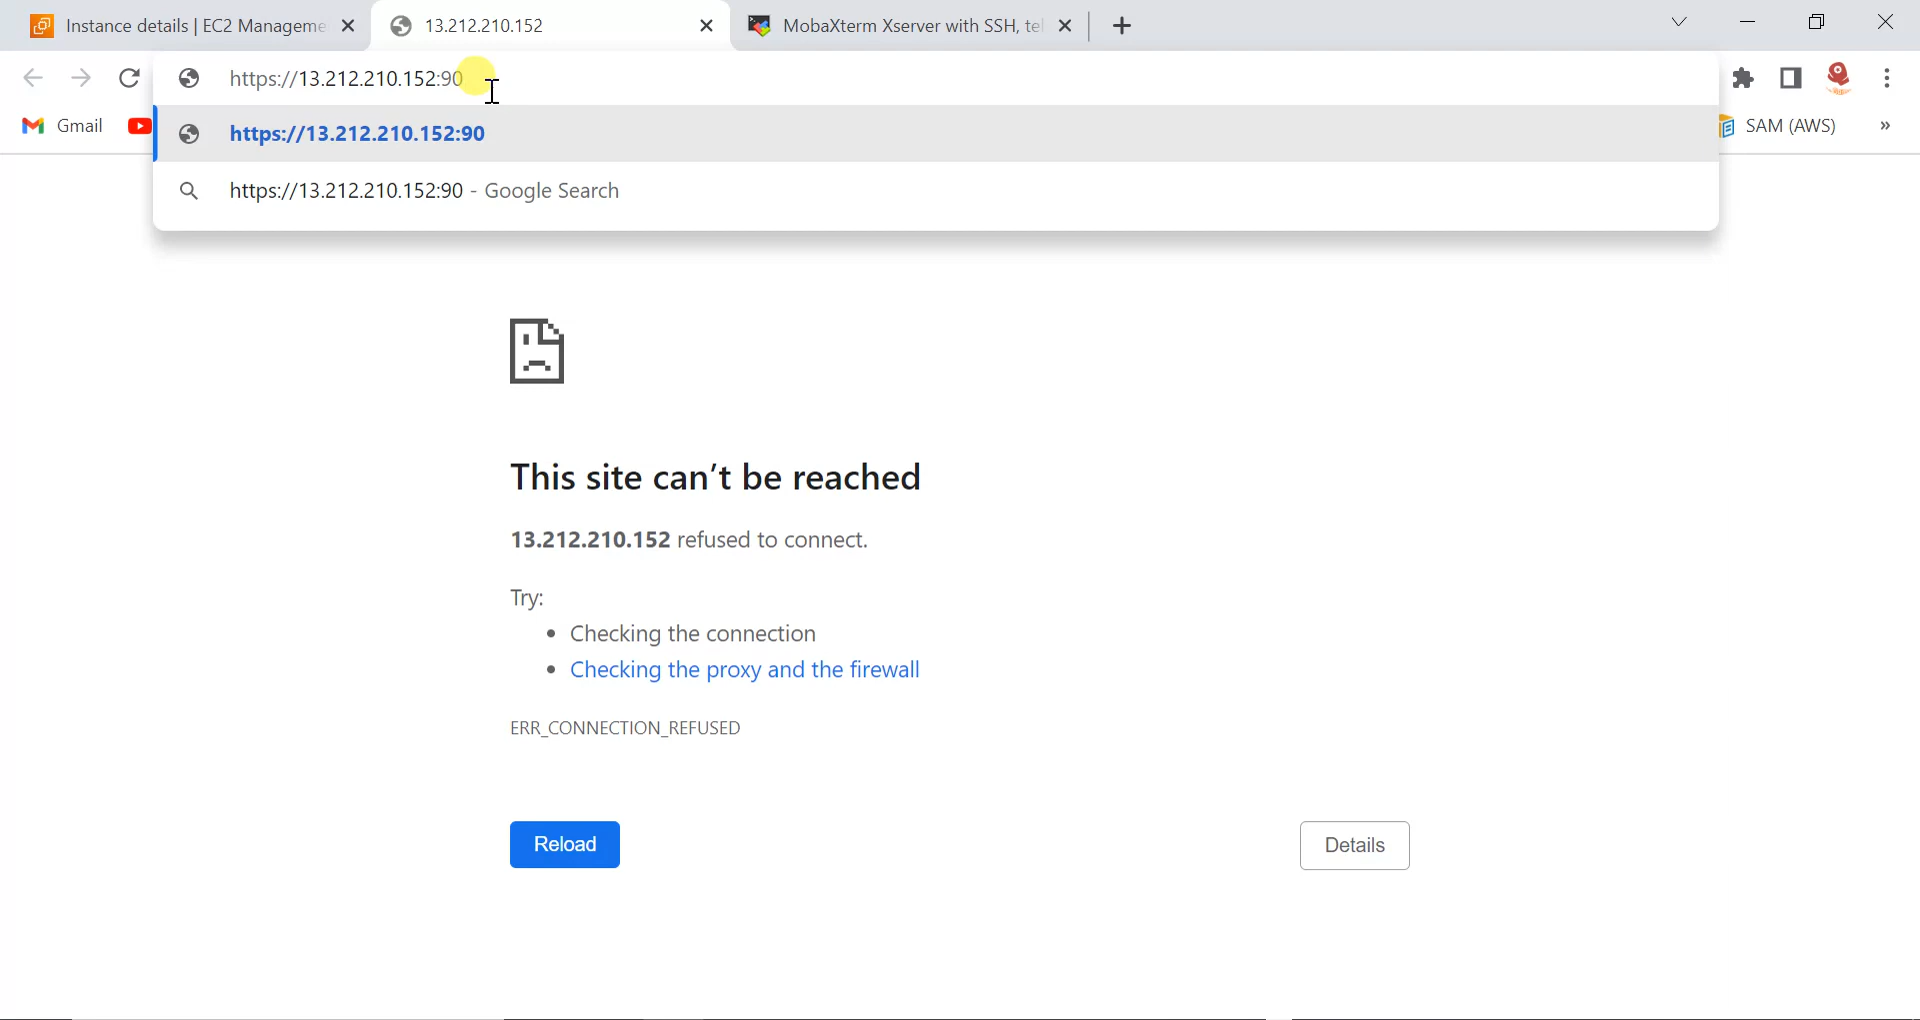 Instance details | EC2 Manageme
13.212.210.152
MobaXterm Xserver with SSH, tel
https://13.212.210.152:90
Gmail
https://13.212.210.152:90
SAM (AWS)
»
https://13.212.210.152:90 - Google Search
This site can't be reached
13.212.210.152 refused to connect.
Try:
• Checking the connection
• Checking the proxy and the firewall
ERR_CONNECTION_REFUSED
Reload
Details